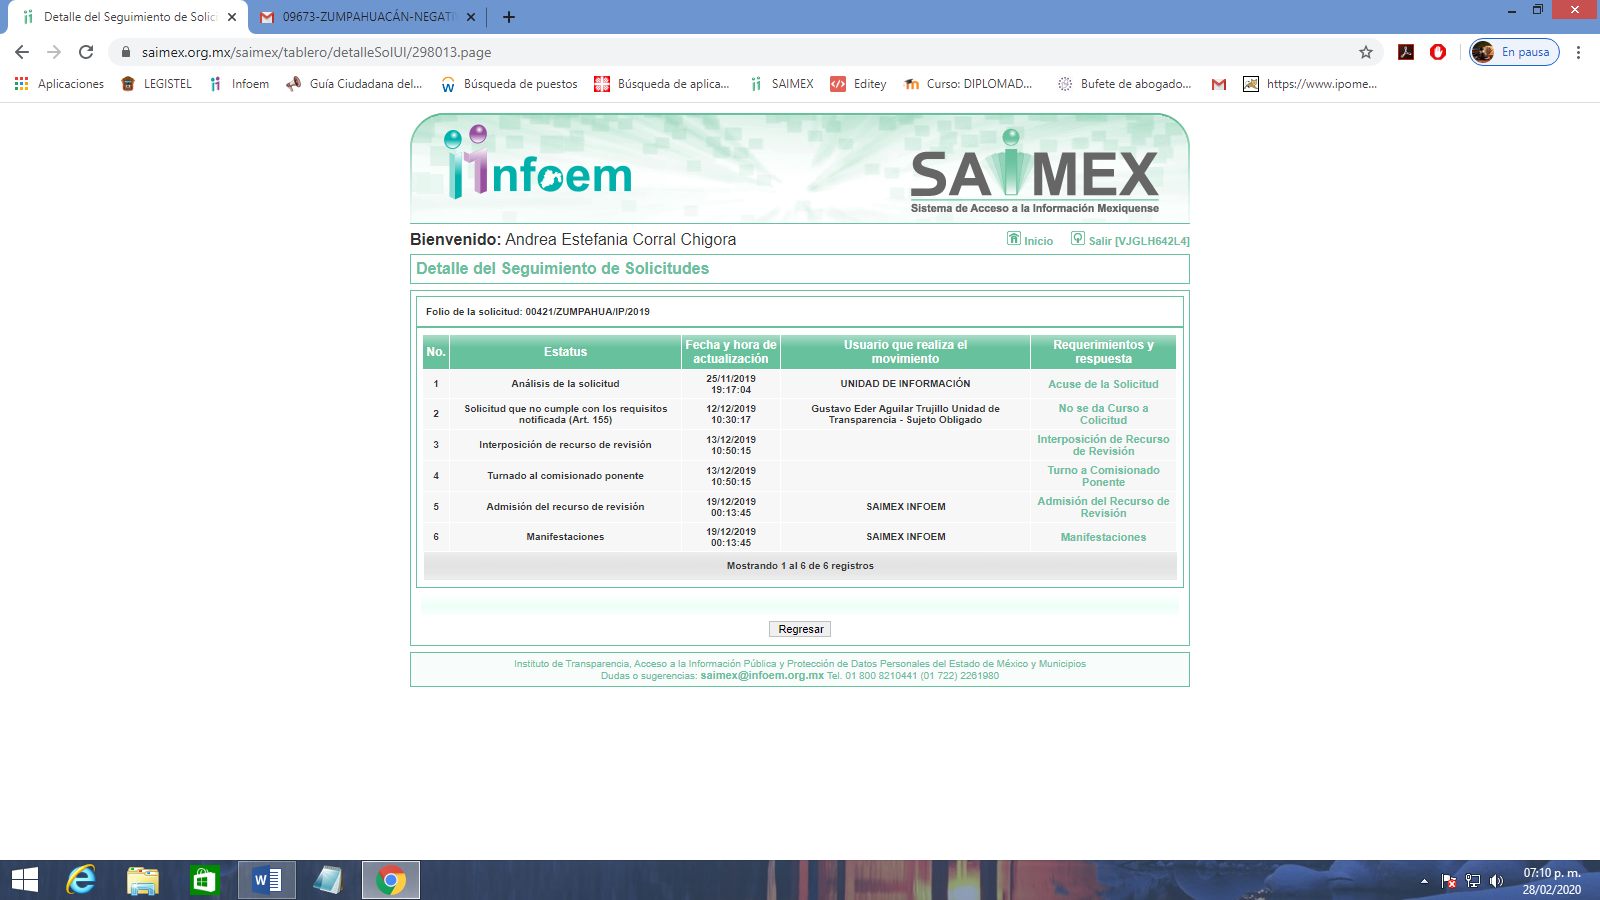 Detalle del Seguimiento de Solici
09673-ZUMPAHUACÁN-NEGATI
saimex.org.mx/saimex/tablero/detalleSolUI/298013.page
En pausa
Aplicaciones
LEGISTEL
Infoem
Guía Ciudadana del...
Búsqueda de puestos
Búsqueda de aplica...
SAIMEX
Editey
Curso: DIPLOMAD...
Bufete de abogado...
https://www.ipome...
infoem
SAIMEX
Sistema de Acceso a la Información Mexiquense
Bienvenido: Andrea Estefania Corral Chigora
Inicio
Salir [VJGLH642L4]
Detalle del Seguimiento de Solicitudes
Folio de la solicitud: 00421/ZUMPAHUA/IP/2019
No.
Estatus
Fecha y hora de
actualización
Usuario que realiza el
movimiento
Requerimientos y
respuesta
1
Análisis de la solicitud
25/11/2019
19:17:04
UNIDAD DE INFORMACIÓN
Acuse de la Solicitud
2
Solicitud que no cumple con los requisitos
notificada (Art. 155)
12/12/2019
10:30:17
Gustavo Eder Aguilar Trujillo Unidad de
Transparencia - Sujeto Obligado
No se da Curso a
Colicitud
3
Interposición de recurso de revisión
13/12/2019
10:50:15
Interposición de Recurso
de Revisión
4
Turnado al comisionado ponente
13/12/2019
10:50:15
Turno a Comisionado
Ponente
5
Admisión del recurso de revisión
19/12/2019
00:13:45
SAIMEX INFOEM
Admisión del Recurso de
Revisión
6
Manifestaciones
19/12/2019
00:13:45
SAIMEX INFOEM
Manifestaciones
Mostrando 1 al 6 de 6 registros
Regresar
Instituto de Transparencia, Acceso a la Información Pública y Protección de Datos Personales del Estado de México y Municipios
Dudas o sugerencias: saimex@infoem.org.mx Tel. 01 800 8210441 (01 722) 2261980
07:10 p. m.
28/02/2020